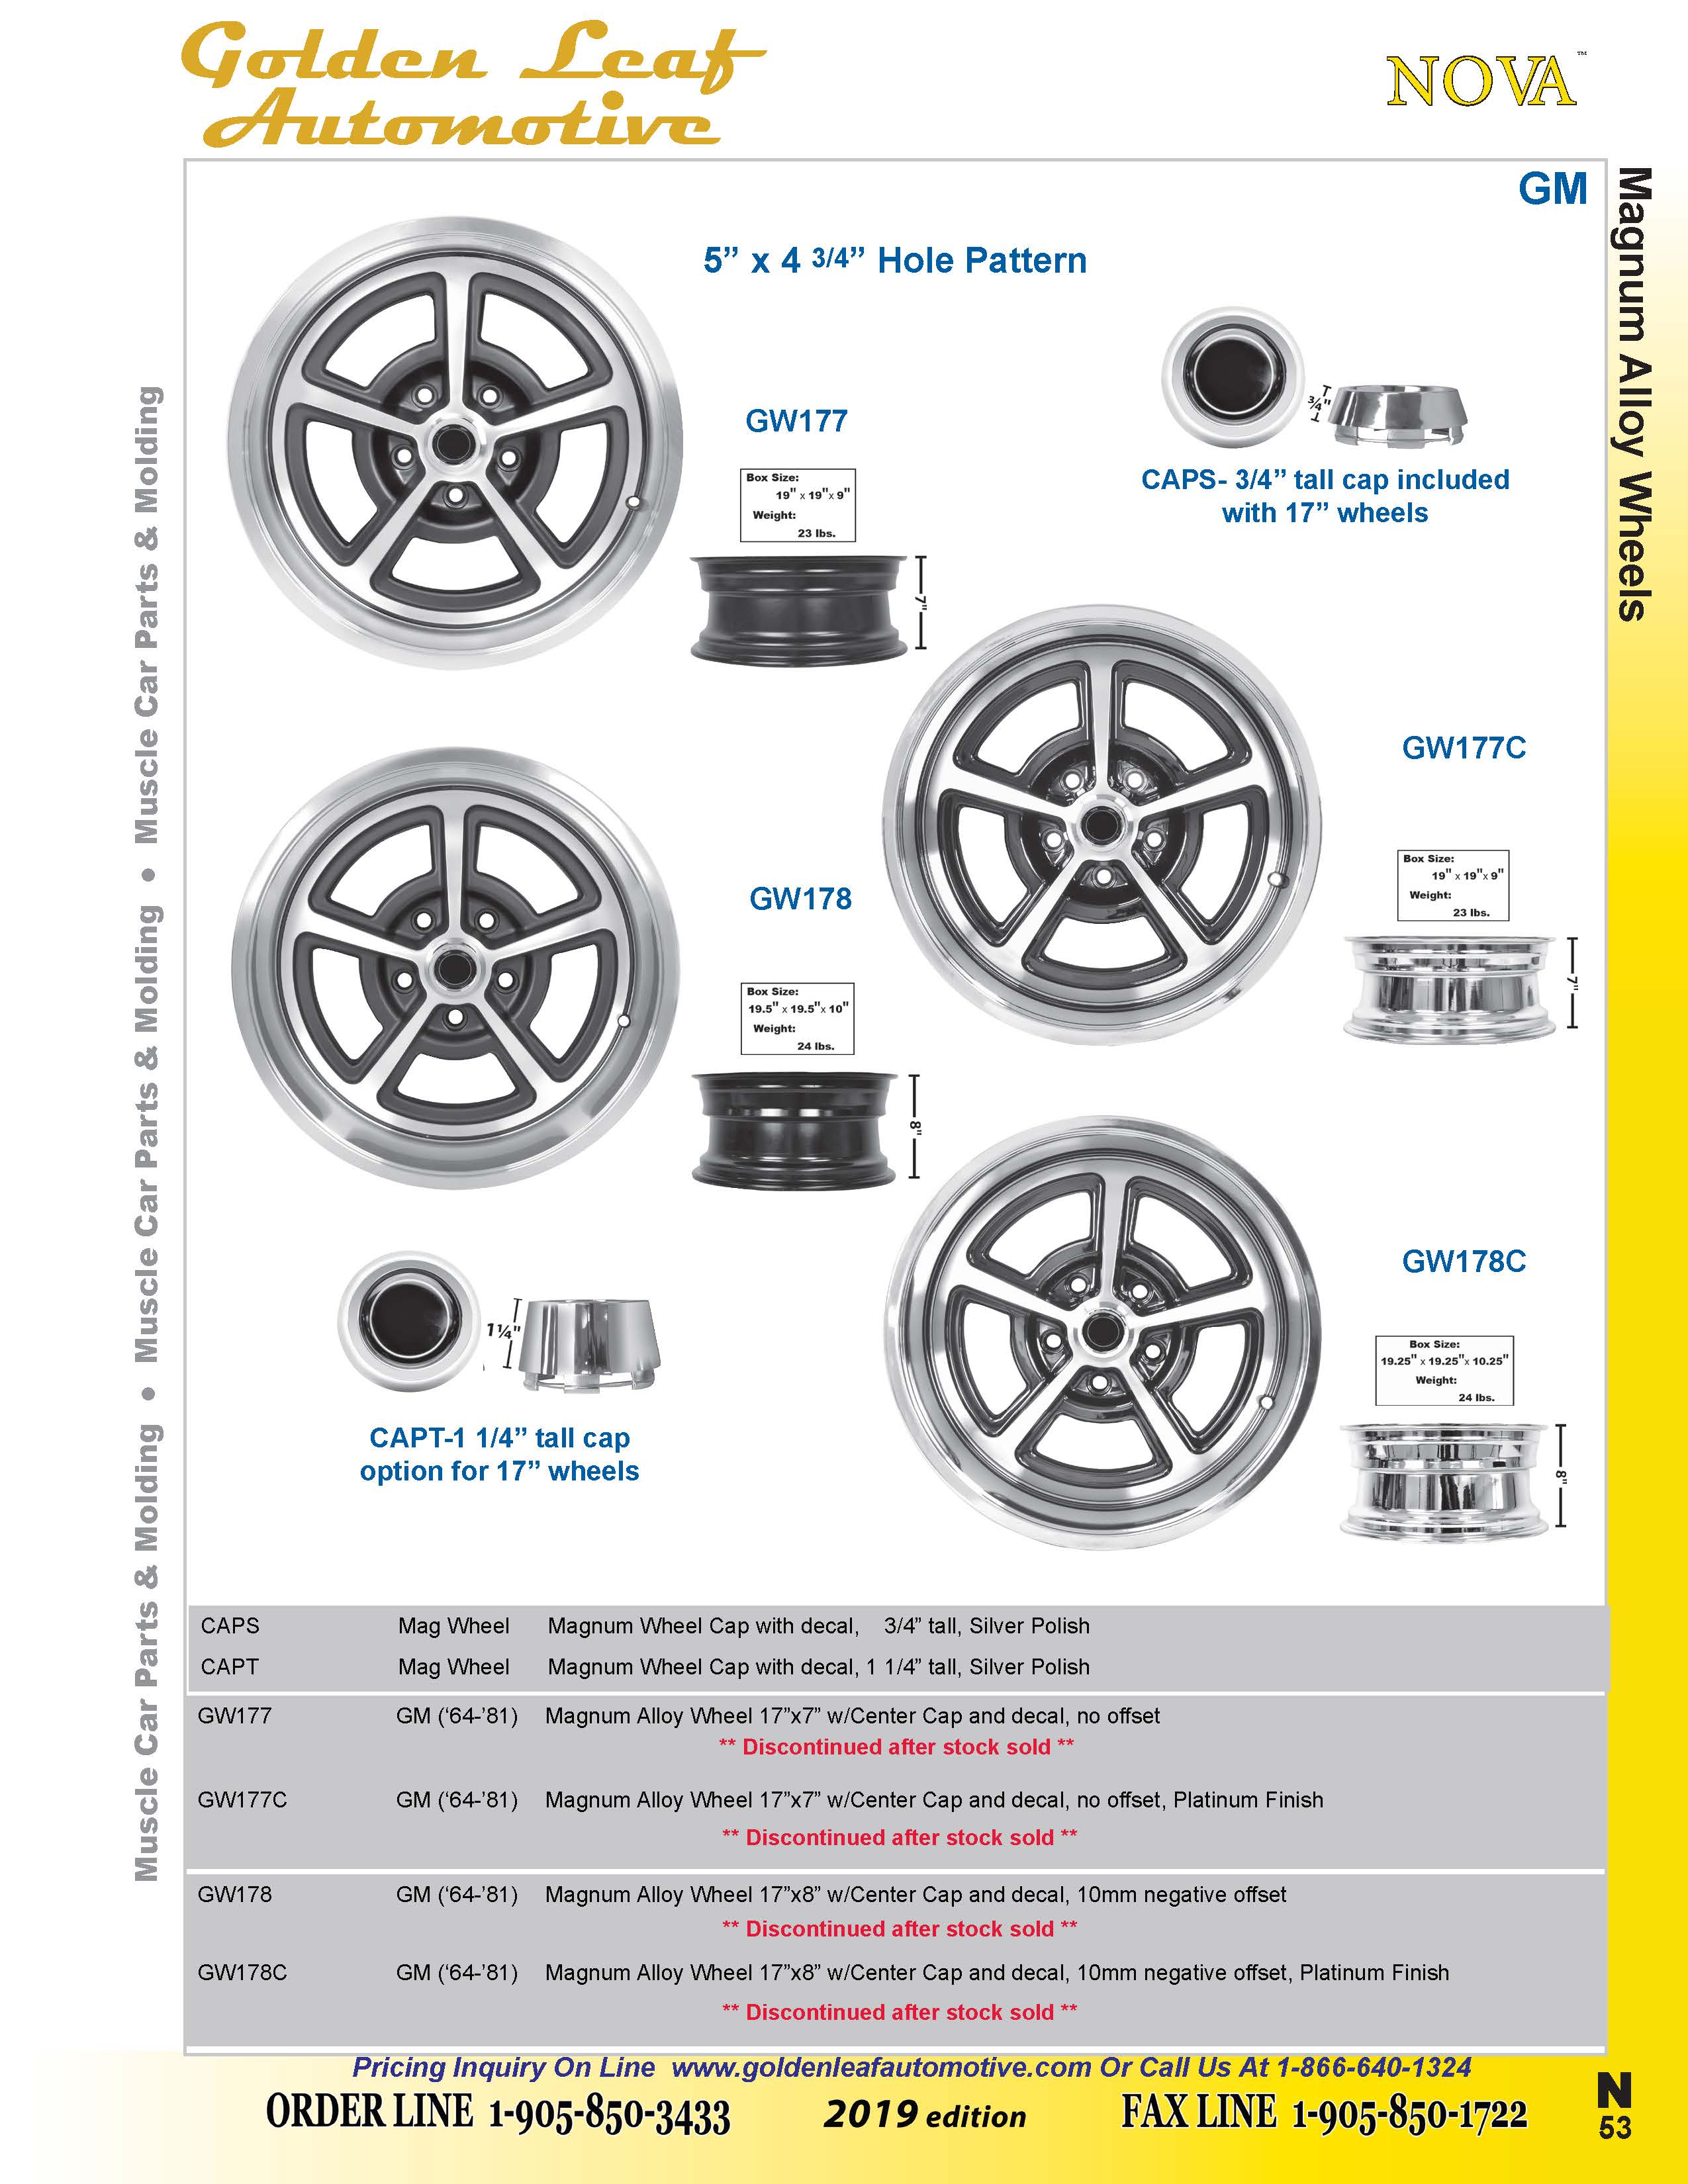 Golden Leaf
Automotive
NOVA™
GM
Magnum Alloy Wheels
Muscle Car Parts & Molding • Muscle Car Parts & Molding • Muscle Car Parts & Molding
5” x 4 3/4” Hole Pattern
GW177
Box Size:
19" x 19"x 9"
Weight:
23 lbs.
7"
3/4"
CAPS- 3/4” tall cap included
with 17” wheels
GW177C
Box Size:
19" x 19"x 9"
Weight:
23 lbs.
7"
GW178
Box Size:
19.5" x 19.5"x 10"
Weight:
24 lbs.
8"
1¼"
CAPT-1 1/4” tall cap
option for 17” wheels
GW178C
Box Size:
19.25" x 19.25"x 10.25"
Weight:
24 lbs.
8"
CAPS Mag Wheel Magnum Wheel Cap with decal, 3/4” tall, Silver Polish
CAPT Mag Wheel Magnum Wheel Cap with decal, 1 1/4” tall, Silver Polish
GW177 GM (‘64-’81) Magnum Alloy Wheel 17”x7” w/Center Cap and decal, no offset
** Discontinued after stock sold **
GW177C GM (‘64-’81) Magnum Alloy Wheel 17”x7” w/Center Cap and decal, no offset, Platinum Finish
** Discontinued after stock sold **
GW178 GM (‘64-’81) Magnum Alloy Wheel 17”x8” w/Center Cap and decal, 10mm negative offset
** Discontinued after stock sold **
GW178C GM (‘64-’81) Magnum Alloy Wheel 17”x8” w/Center Cap and decal, 10mm negative offset, Platinum Finish
** Discontinued after stock sold **
Pricing Inquiry On Line www.goldenleafautomotive.com Or Call Us At 1-866-640-1324
ORDER LINE 1-905-850-3433 2019 edition FAX LINE 1-905-850-1722
N
53